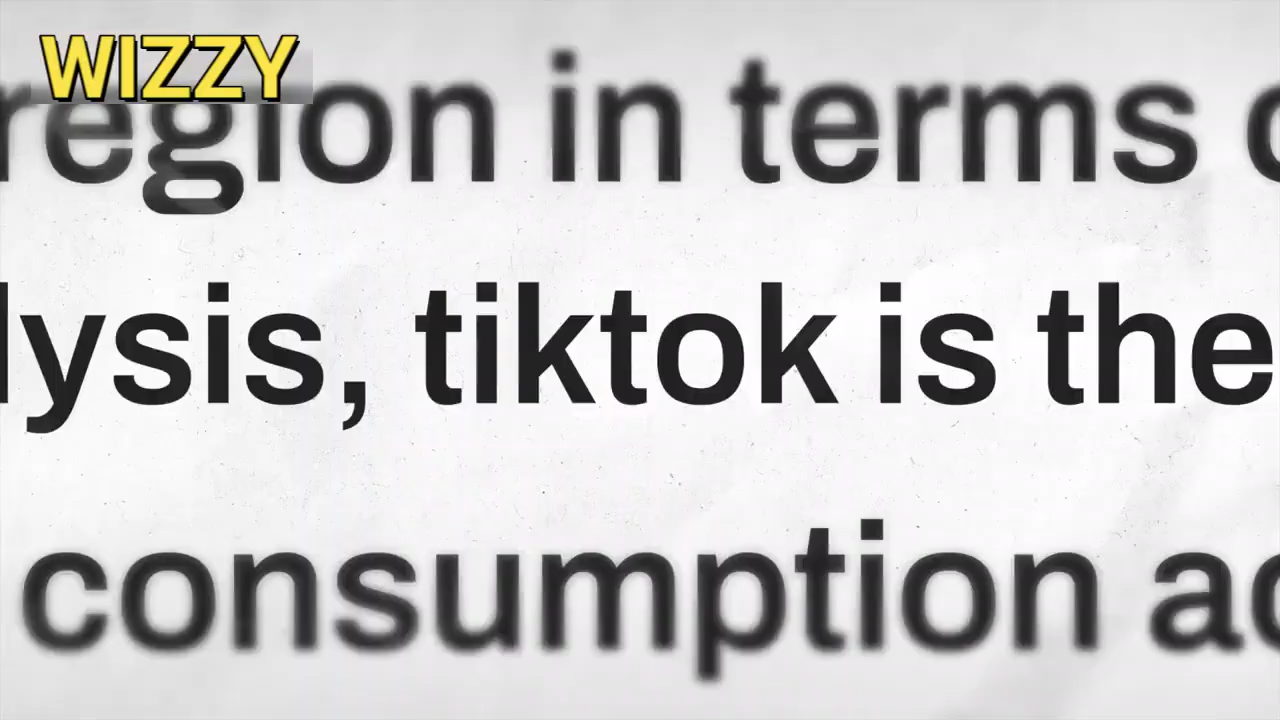 WIZZY
region in terms
lysis, tiktok is the
consumption